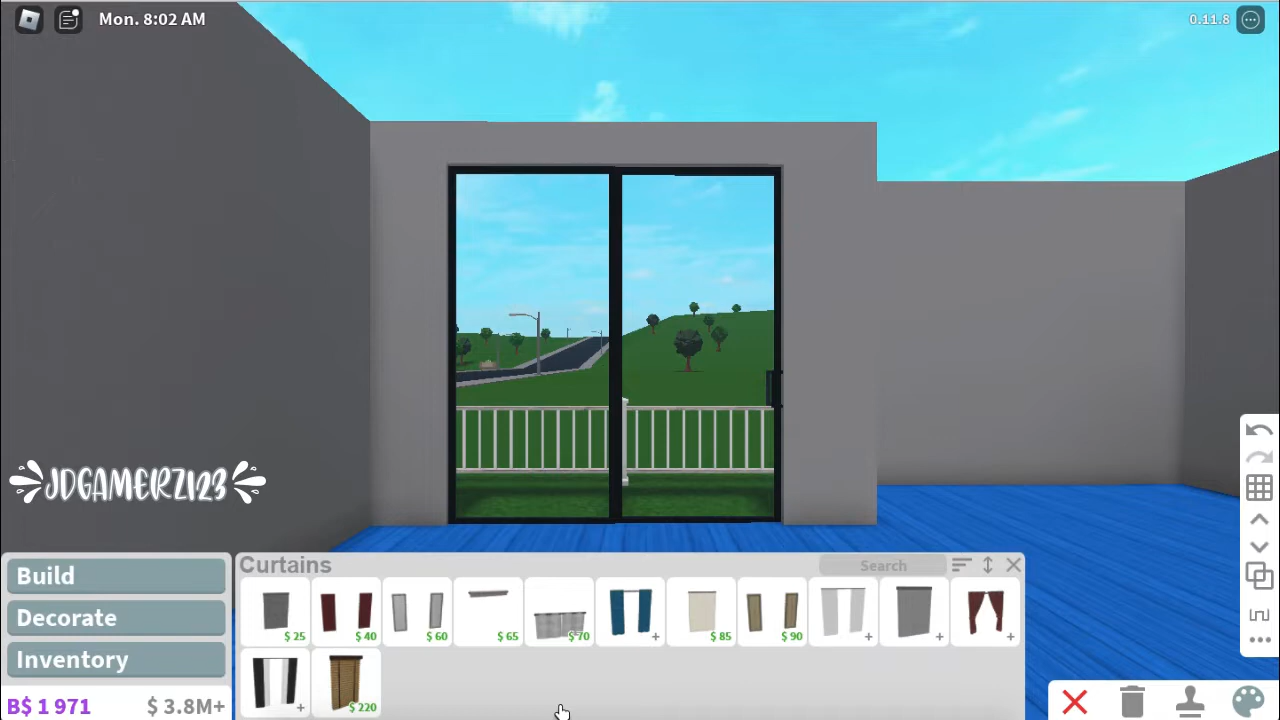 Mon. 8:02 AM
0.11.8
JDGAMERZ123
Build
Decorate
Inventory
B$ 1 971
$ 3.8M+
Curtains
Search
$ 25
$ 40
$ 60
$ 65
$ 70
+
$ 85
$ 90
+
+
+
+
$ 220